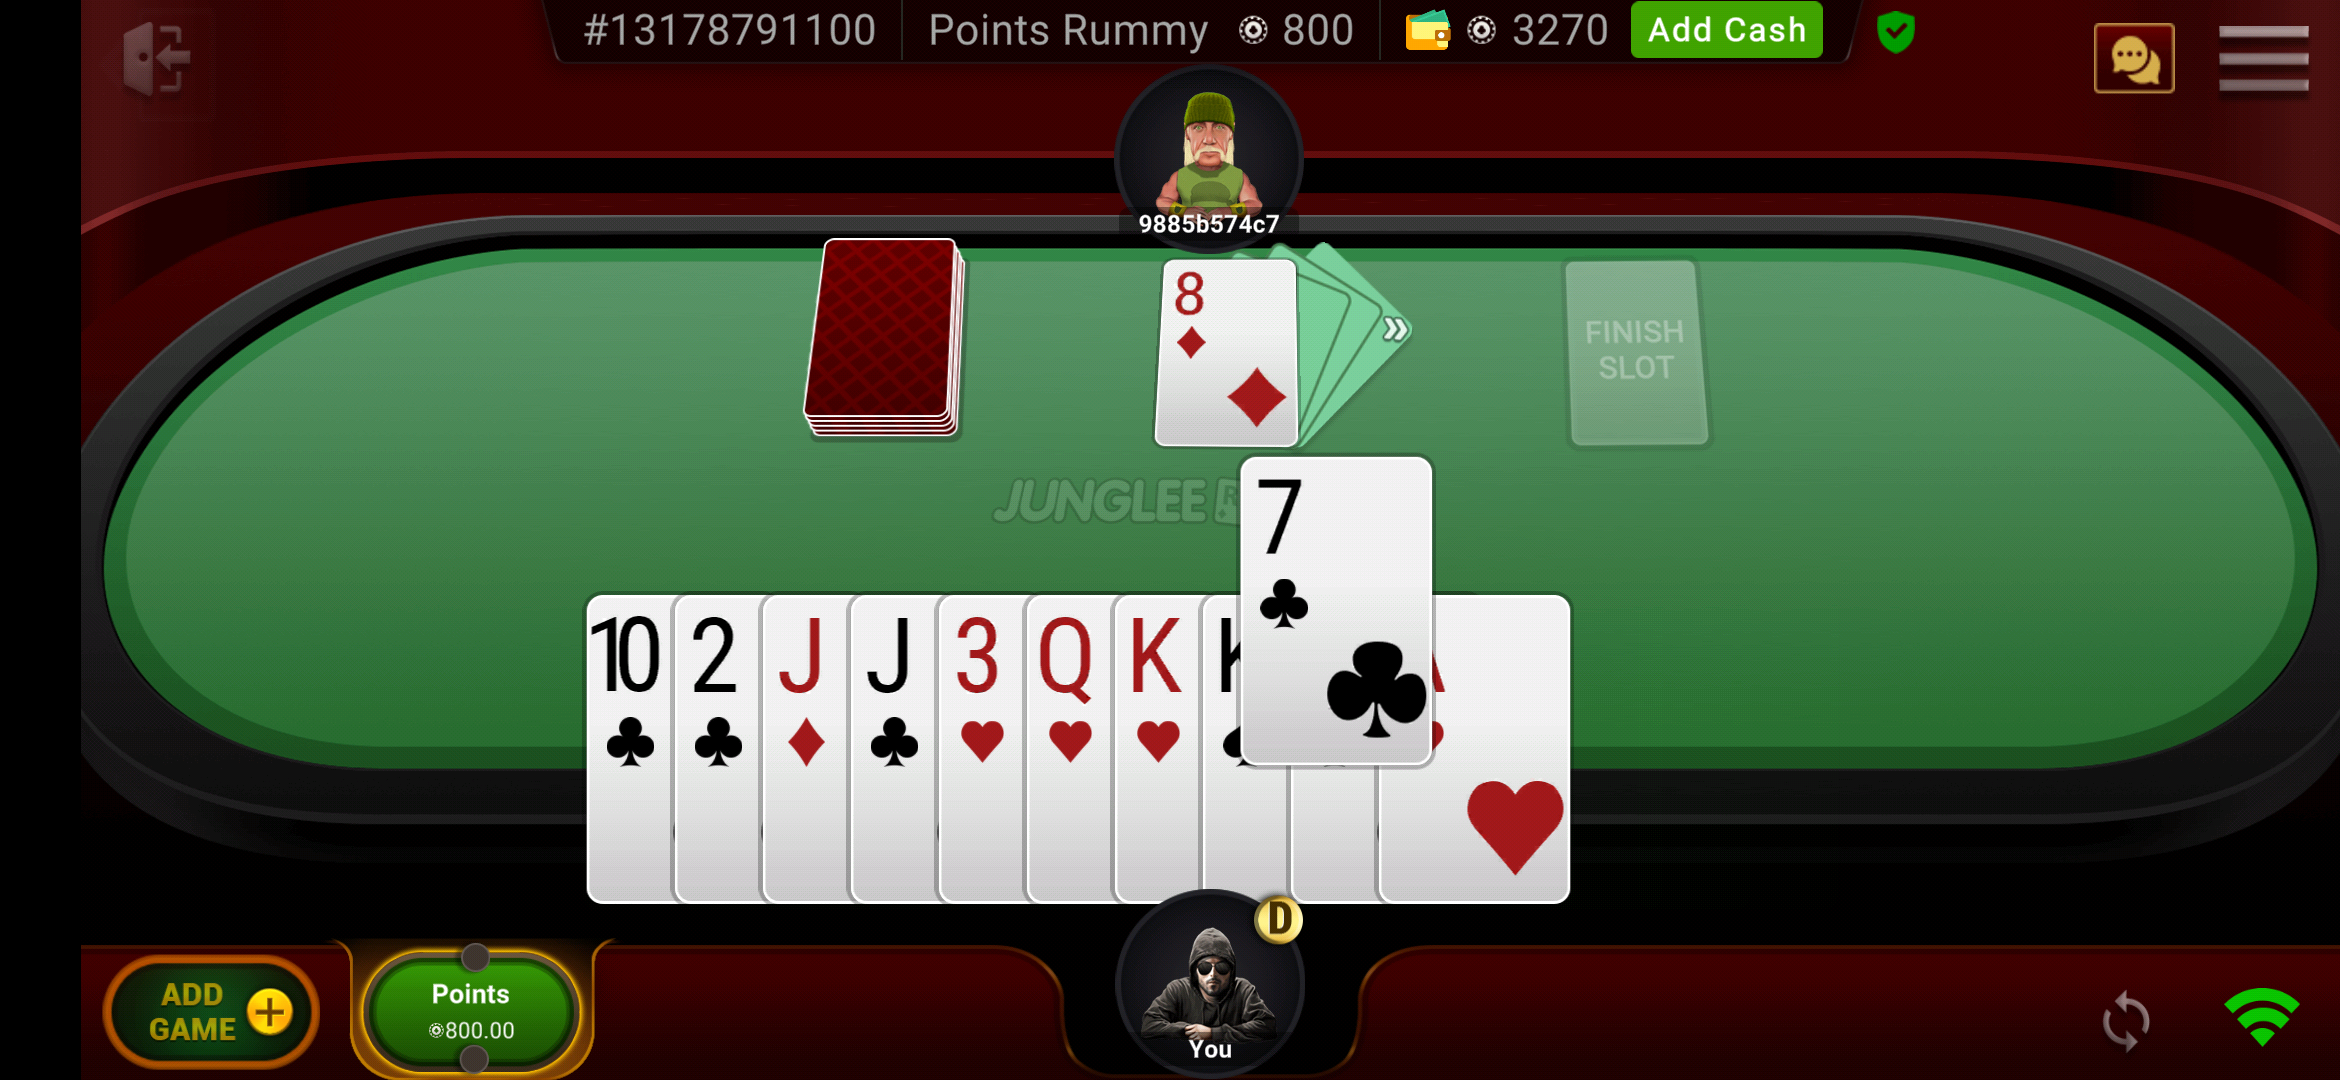 #13178791100 Points Rummy 800 3270 Add Cash
9885b574c7
8
FINISH
SLOT
JUNGLEE
7
10 2 J J 3 Q K K A
D
ADD
GAME
Points
800.00
You